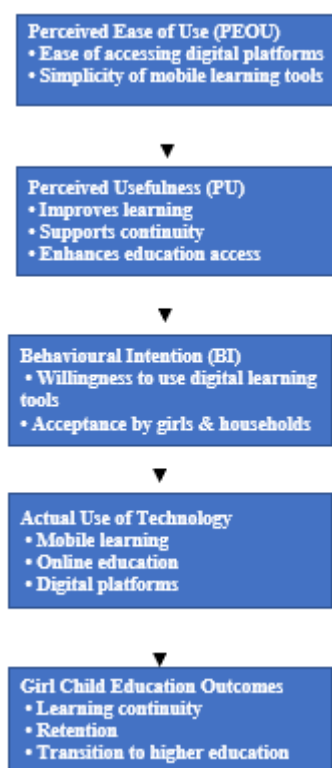 Perceived Ease of Use (PEOU)
• Ease of accessing digital platforms
• Simplicity of mobile learning tools
Perceived Usefulness (PU)
• Improves learning
• Supports continuity
• Enhances education access
Behavioural Intention (BI)
• Willingness to use digital learning
tools
• Acceptance by girls & households
Actual Use of Technology
• Mobile learning
• Online education
• Digital platforms
Girl Child Education Outcomes
• Learning continuity
• Retention
• Transition to higher education